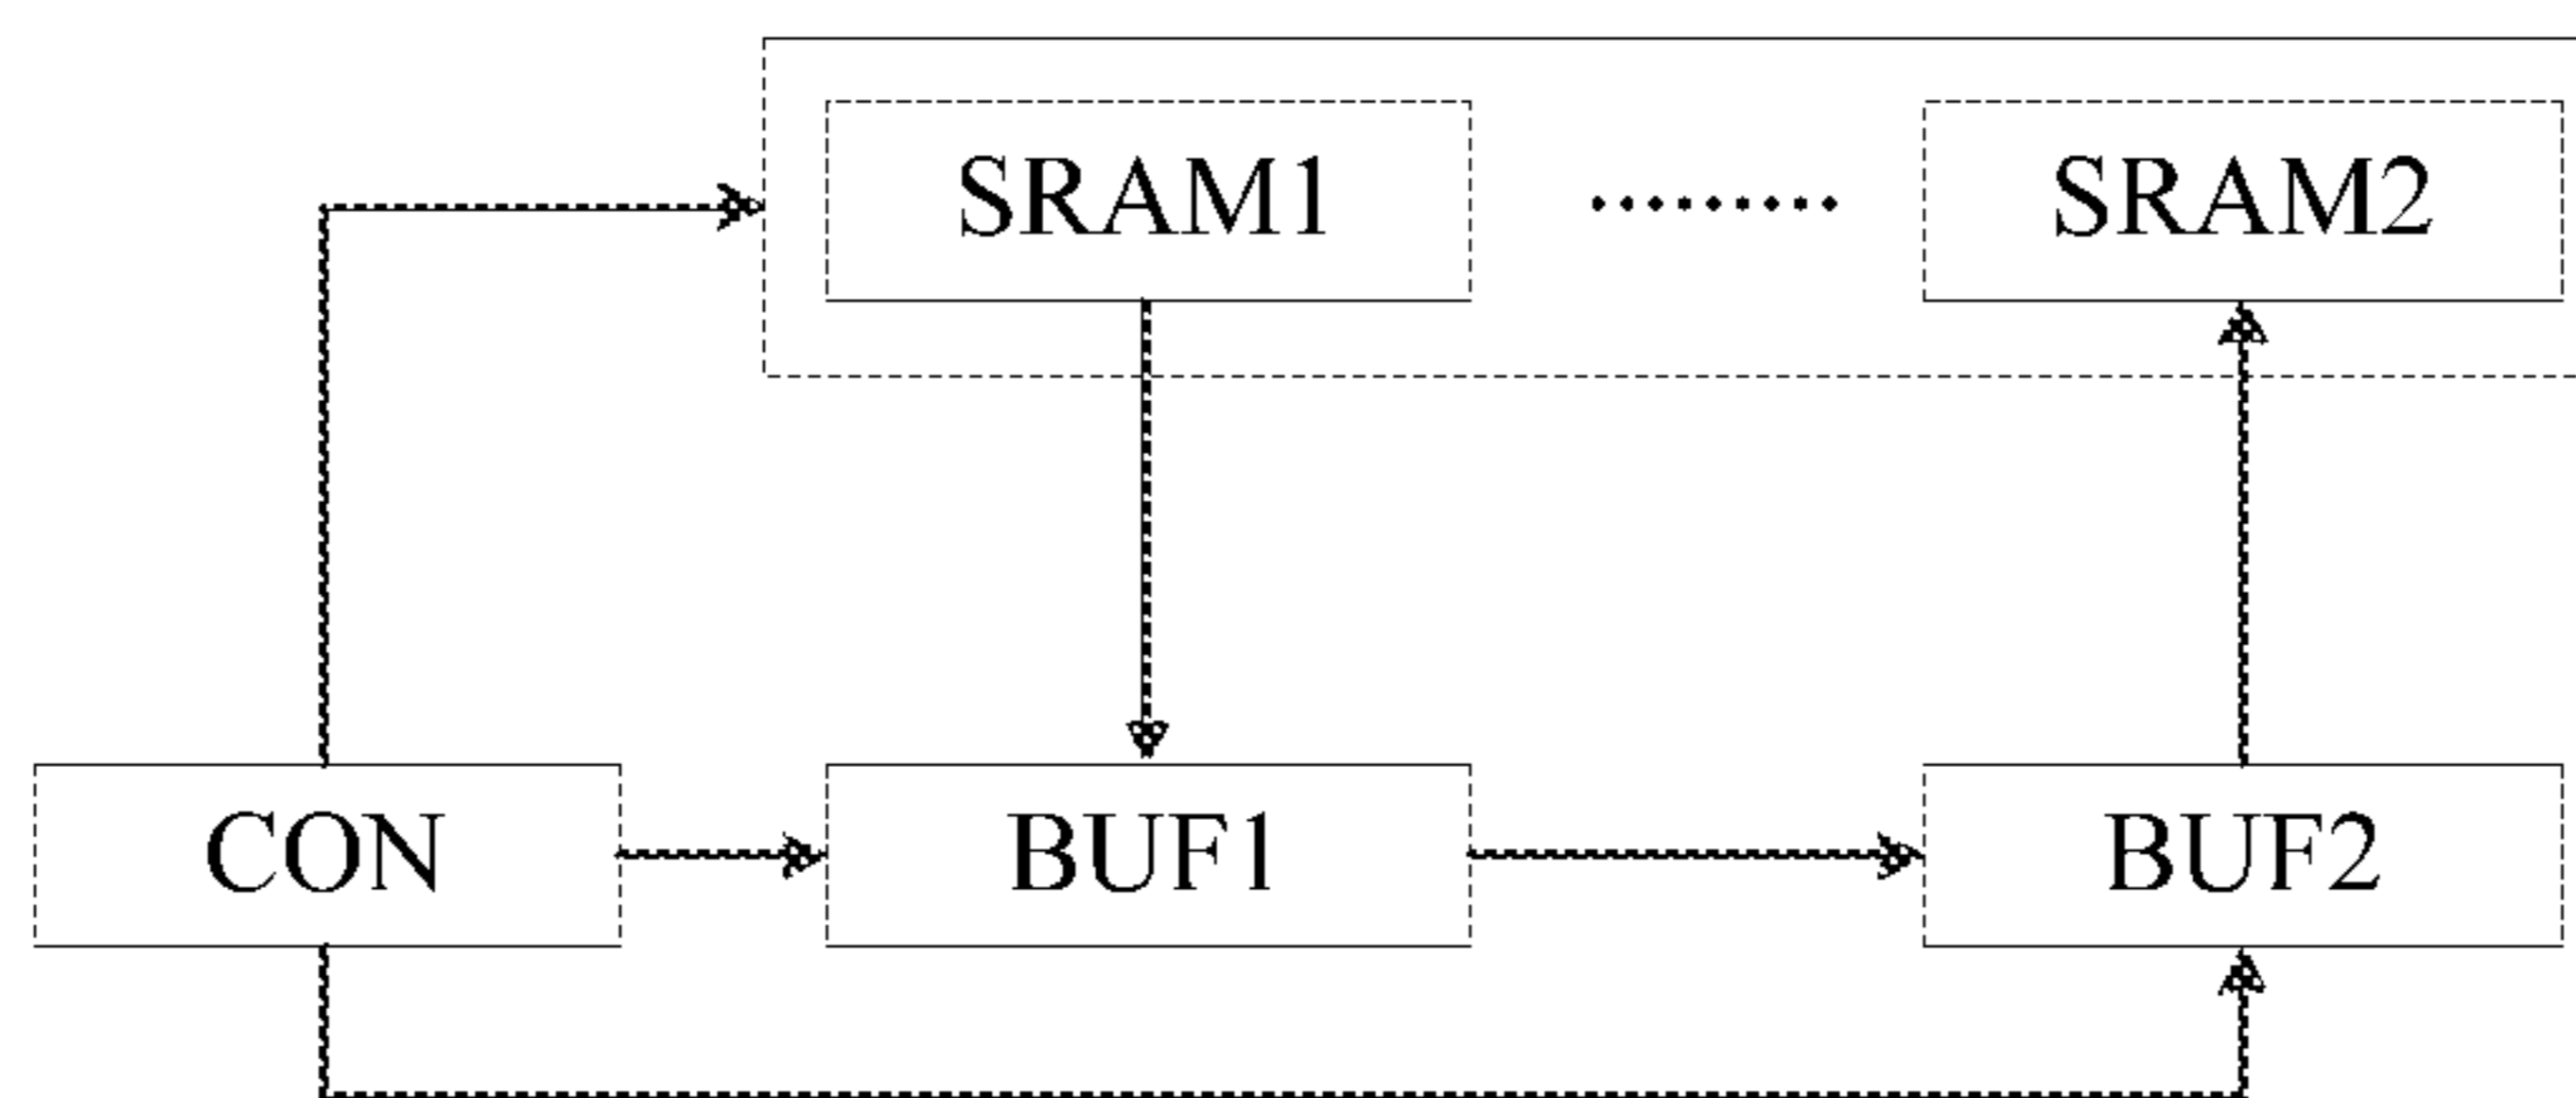 SRAM1 ......... SRAM2
CON BUF1 BUF2